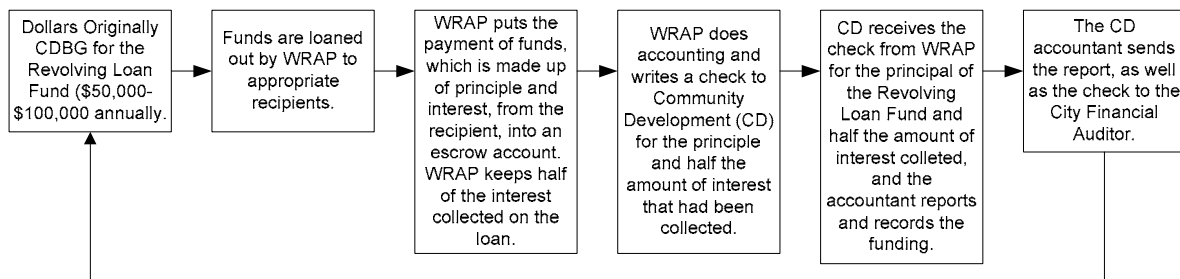 Dollars Originally
CDBG for the
Revolving Loan
Fund ($50,000-
$100,000 annually.
Funds are loaned
out by WRAP to
appropriate
recipients.
WRAP puts the
payment of funds,
which is made up
of principle and
interest, from the
recipient, into an
escrow account.
WRAP keeps half
of the interest
collected on the
loan.
WRAP does
accounting and
writes a check to
Community
Development (CD)
for the principle
and half the
amount of interest
that had been
collected.
CD receives the
check from WRAP
for the principal of
the Revolving
Loan Fund and
half the amount of
interest colleted,
and the
accountant reports
and records the
funding.
The CD
accountant sends
the report, as well
as the check to the
City Financial
Auditor.